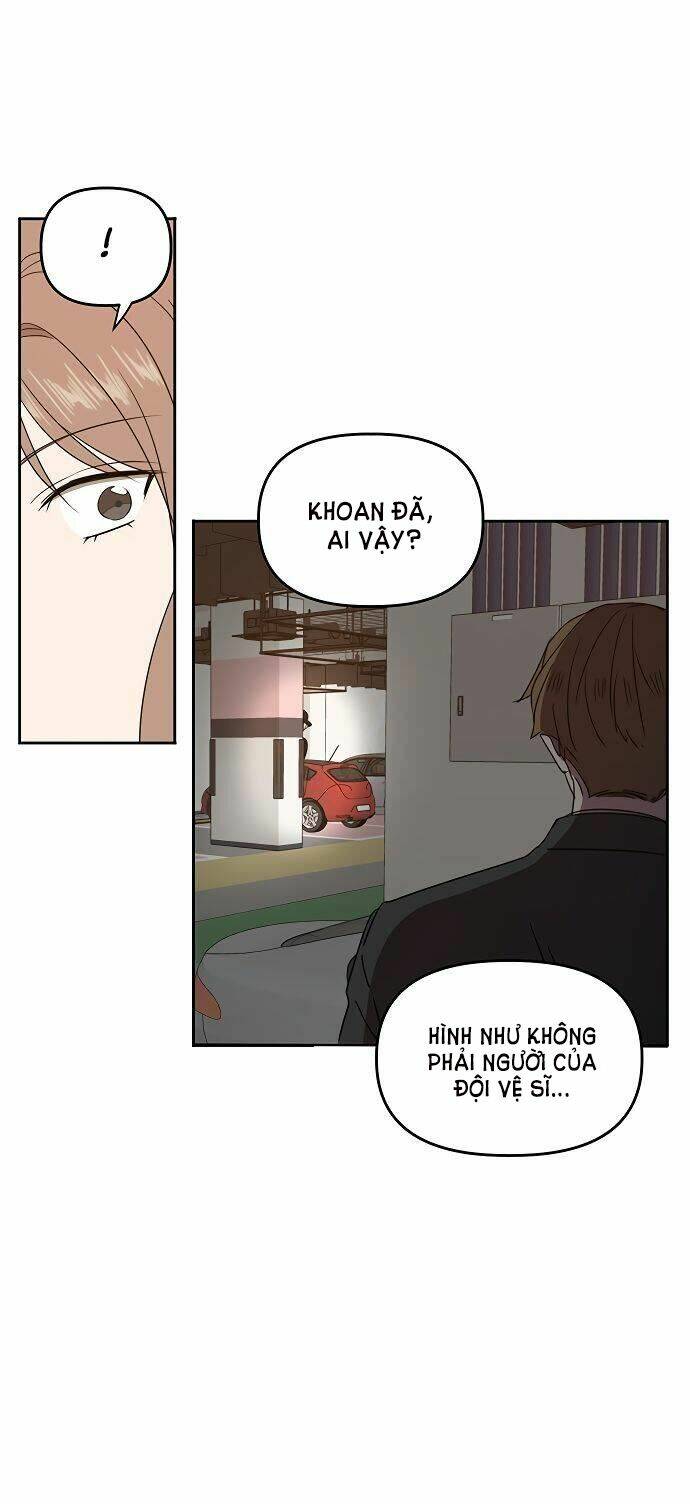 !
KHOAN ĐÃ,
AI VẬY?
HÌNH NHƯ KHÔNG
PHẢI NGƯỜI CỦA
ĐỘI VỆ SĨ...